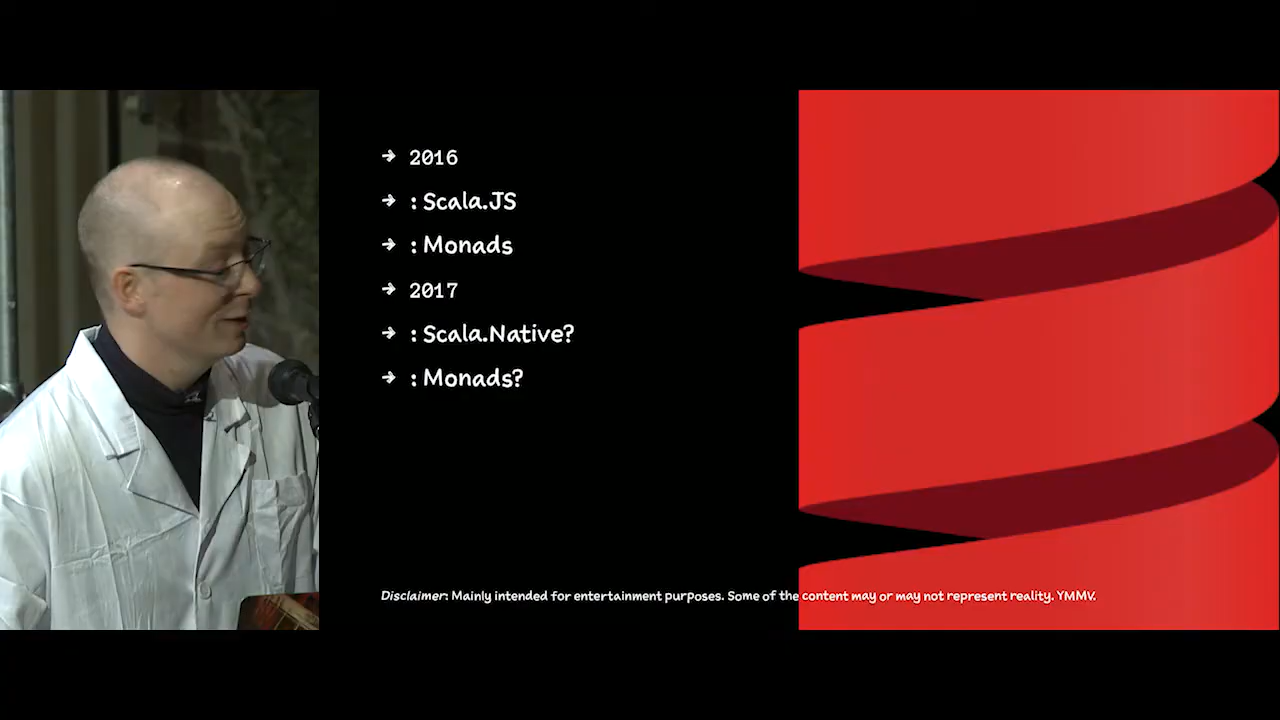 → 2016
→ : Scala.JS
→ : Monads
→ 2017
→ : Scala.Native?
→ : Monads?
Disclaimer: Mainly intended for entertainment purposes. Some of the content may or may not represent reality. YMMV.